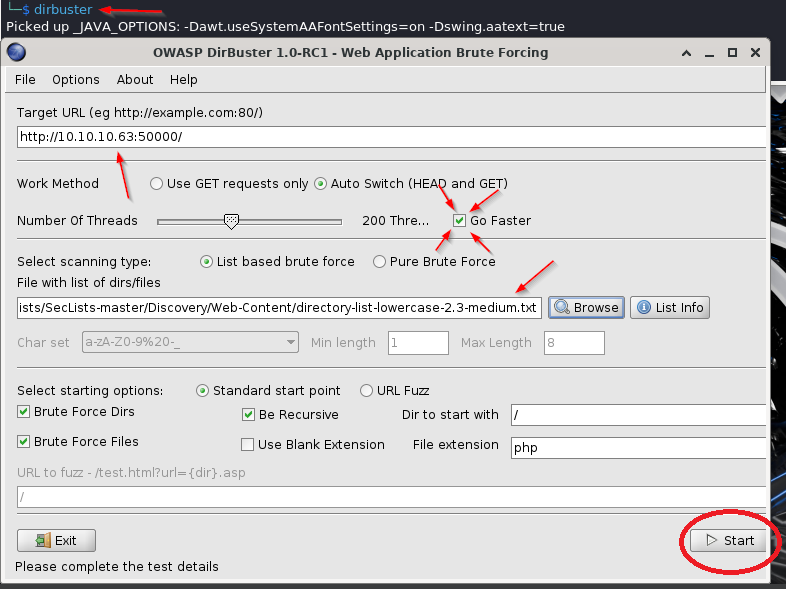 └─$ dirbuster
Picked up _JAVA_OPTIONS: -Dawt.useSystemAAFontSettings=on -Dswing.aatext=true
OWASP DirBuster 1.0-RC1 - Web Application Brute Forcing
File Options About Help
Target URL (eg http://example.com:80/)
http://10.10.10.63:50000/
Work Method Use GET requests only Auto Switch (HEAD and GET)
Number Of Threads 200 Thre... Go Faster
Select scanning type: List based brute force Pure Brute Force
File with list of dirs/files
ists/SecLists-master/Discovery/Web-Content/directory-list-lowercase-2.3-medium.txt Browse List Info
Char set a-zA-Z0-9%20-_ Min length 1 Max Length 8
Select starting options: Standard start point URL Fuzz
Brute Force Dirs Be Recursive Dir to start with /
Brute Force Files Use Blank Extension File extension php
URL to fuzz - /test.html?url={dir}.asp
/
Exit Start
Please complete the test details